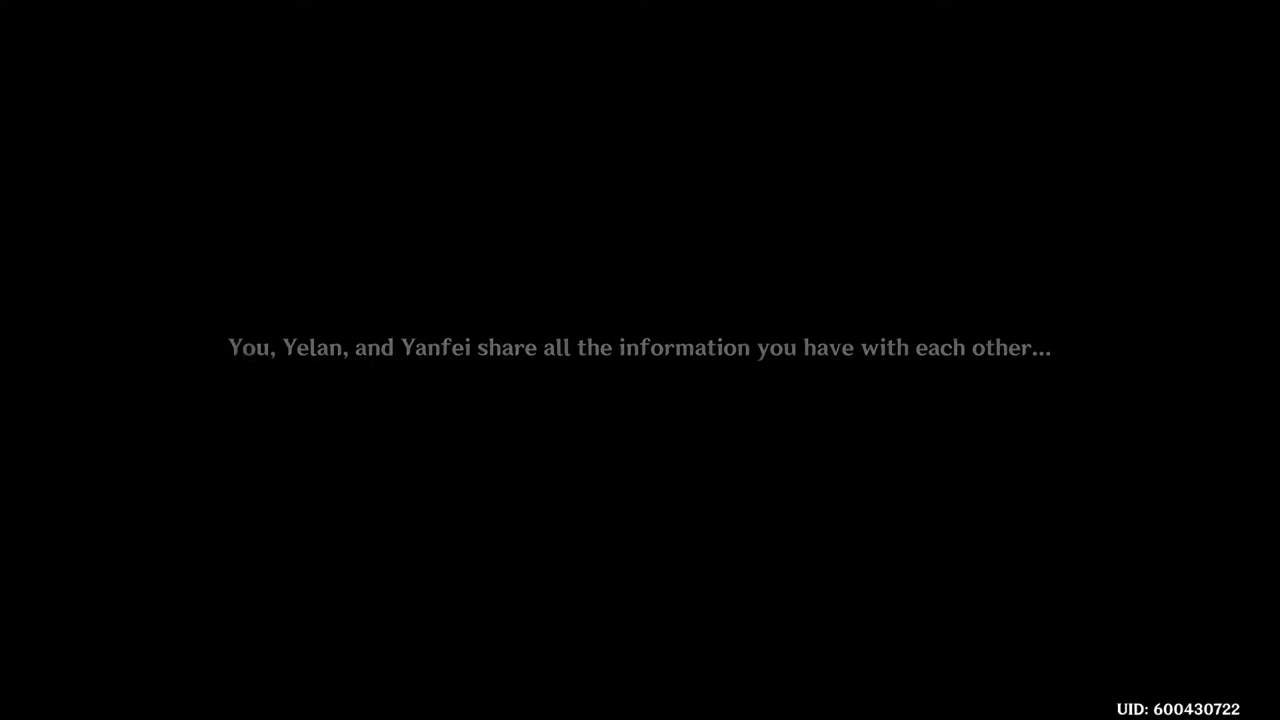 You, Yelan, and Yanfei share all the information you have with each other...
UID: 600430722